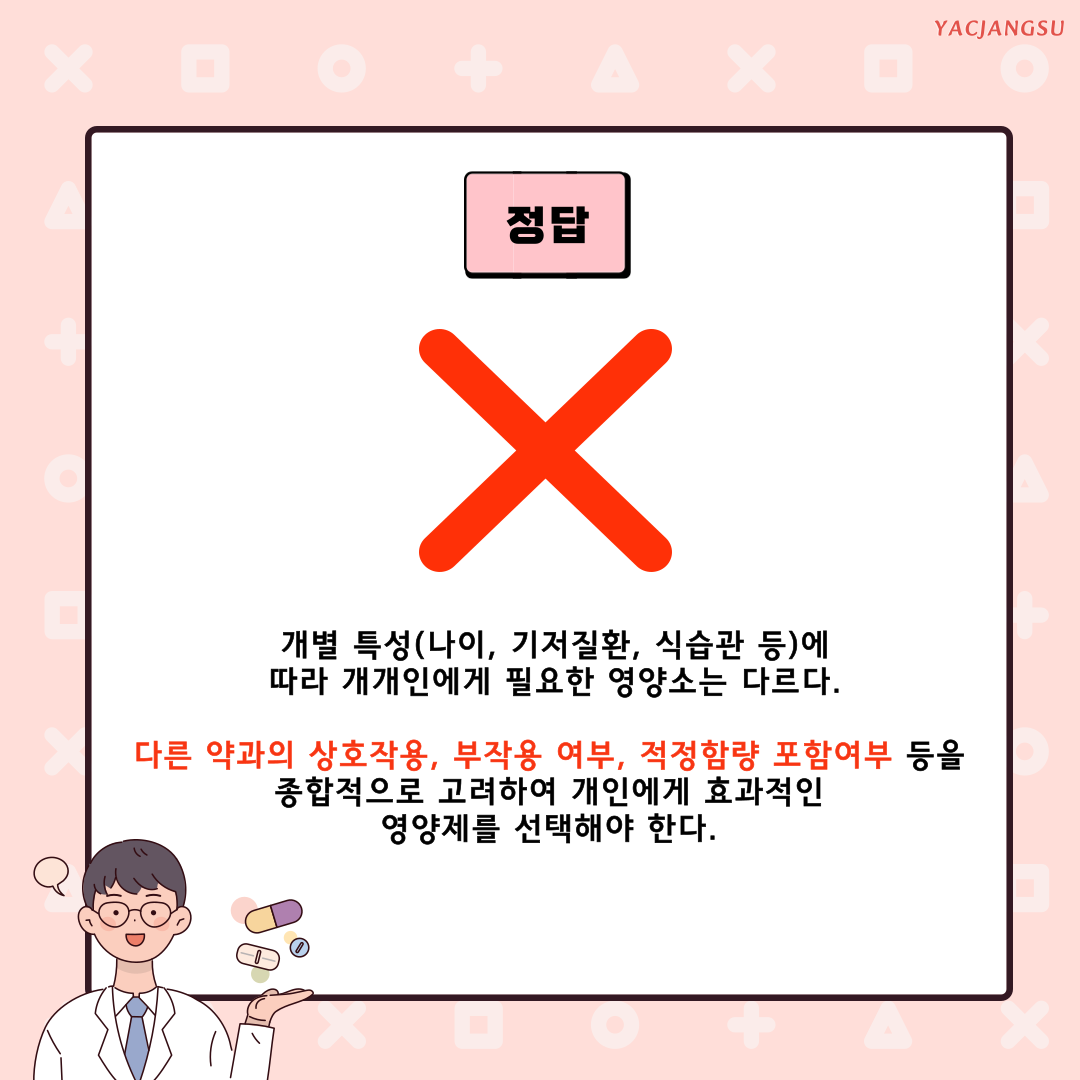 YACJANGSU
정답
개별 특성(나이, 기저질환, 식습관 등)에
따라 개개인에게 필요한 영양소는 다르다.
다른 약과의 상호작용, 부작용 여부, 적정함량 포함여부 등을
종합적으로 고려하여 개인에게 효과적인
영양제를 선택해야 한다.